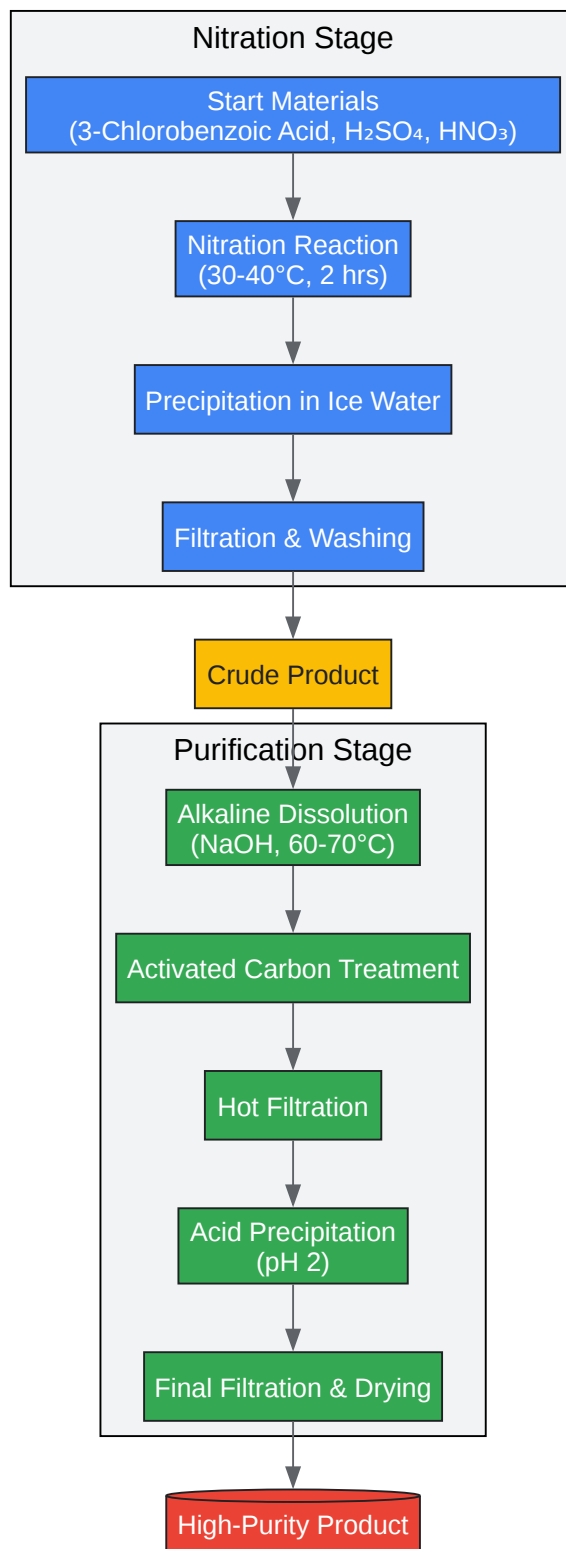 Nitration Stage
Start Materials
(3-Chlorobenzoic Acid, H₂SO₄, HNO₃)
Nitration Reaction
(30-40°C, 2 hrs)
Precipitation in Ice Water
Filtration & Washing
Crude Product
Purification Stage
Alkaline Dissolution
(NaOH, 60-70°C)
Activated Carbon Treatment
Hot Filtration
Acid Precipitation
(pH 2)
Final Filtration & Drying
High-Purity Product